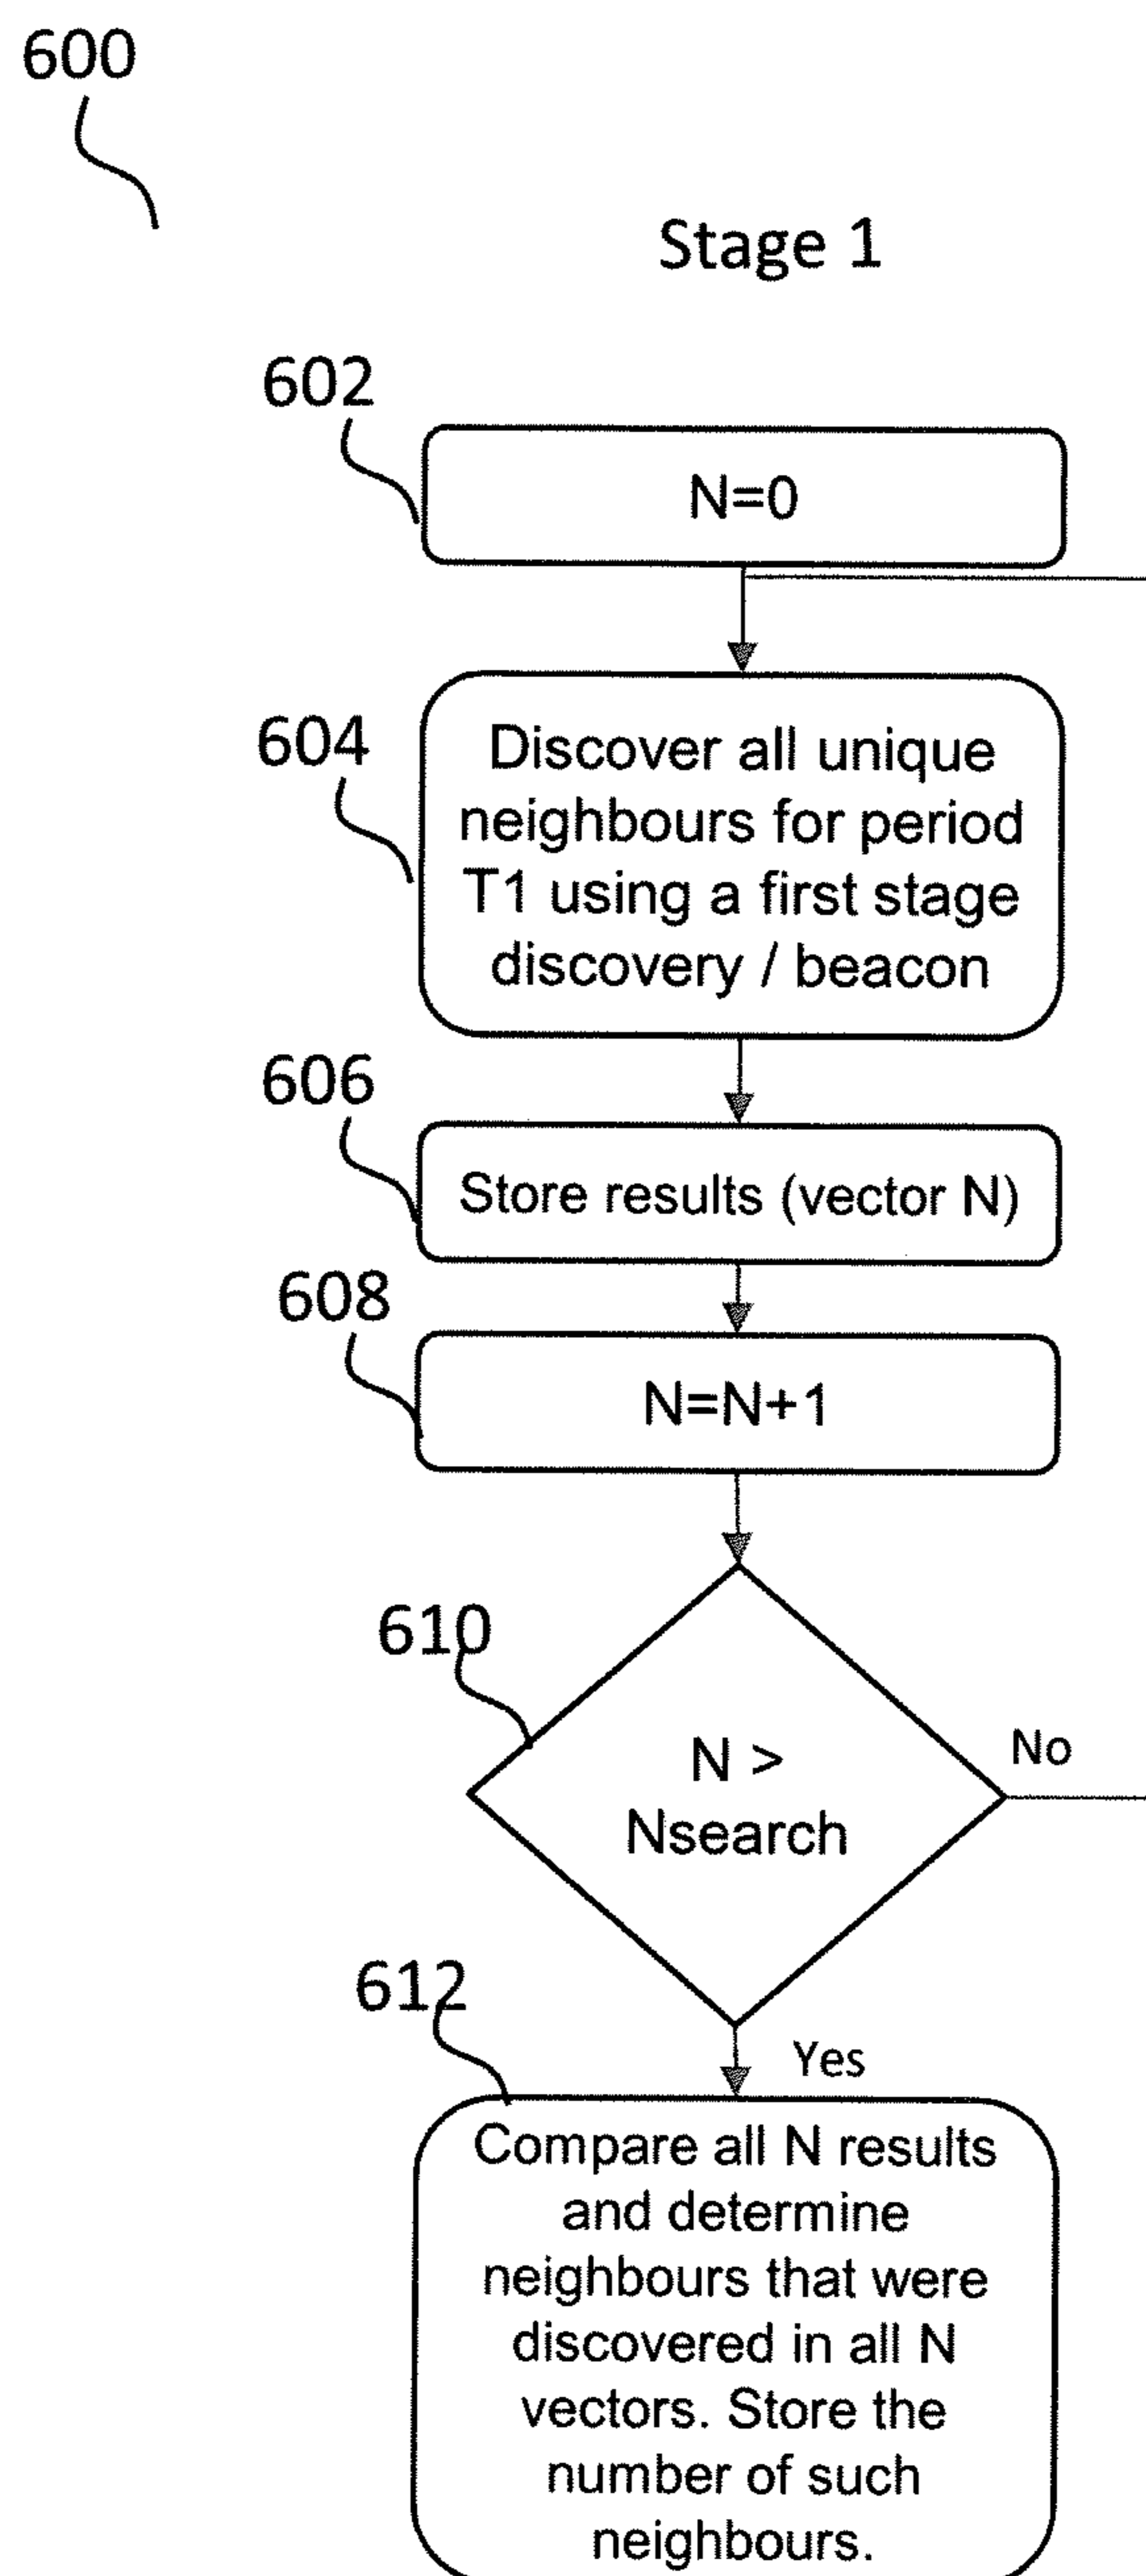 600
Stage 1
602
N=0
604
Discover all unique
neighbours for period
T1 using a first stage
discovery / beacon
606
Store results (vector N)
608
N=N+1
610
N >
Nsearch
No
612
Yes
Compare all N results
and determine
neighbours that were
discovered in all N
vectors. Store the
number of such
neighbours.